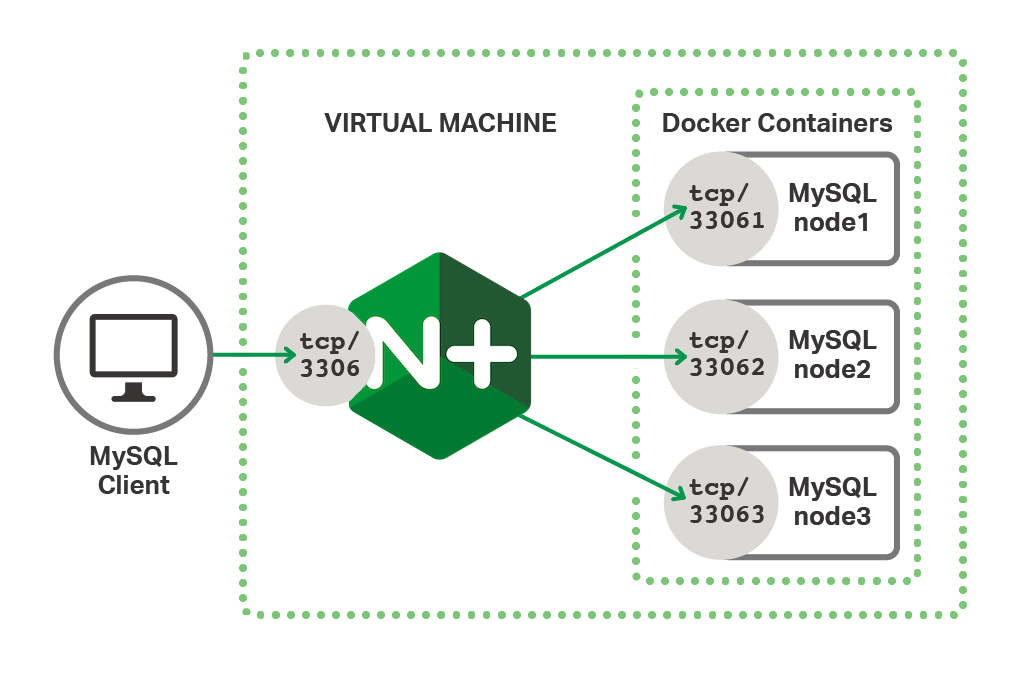 VIRTUAL MACHINE
Docker Containers
tcp/
33061
MySQL
node1
tcp/
3306
N+
tcp/
33062
MySQL
node2
MySQL
Client
tcp/
33063
MySQL
node3